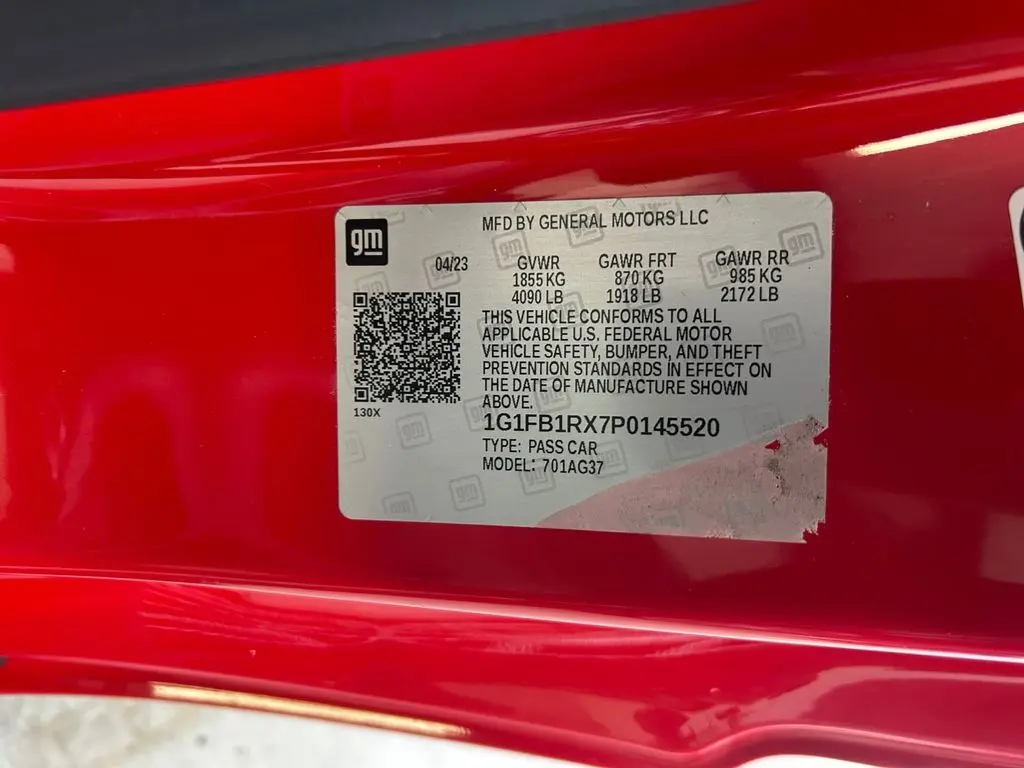 MFD BY GENERAL MOTORS LLC
gm
04/23
GVWR GAWR FRT GAWR RR
1855 KG 870 KG 985 KG
4090 LB 1918 LB 2172 LB
THIS VEHICLE CONFORMS TO ALL
APPLICABLE U.S. FEDERAL MOTOR
VEHICLE SAFETY, BUMPER, AND THEFT
PREVENTION STANDARDS IN EFFECT ON
THE DATE OF MANUFACTURE SHOWN
ABOVE.
130X
1G1FB1RX7P0145520
TYPE: PASS CAR
MODEL: 701AG37